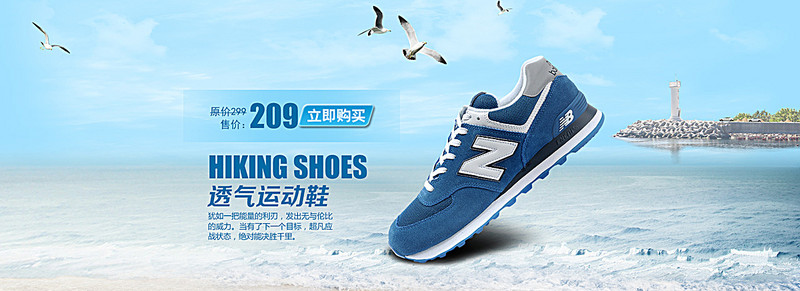 原价299
售价：209 立即购买
HIKING SHOES
透气运动鞋
犹如一把能量的利刃，发出无与伦比
的威力。当有了下一个目标，超凡应
战状态，绝对能决胜千里。
N
NB